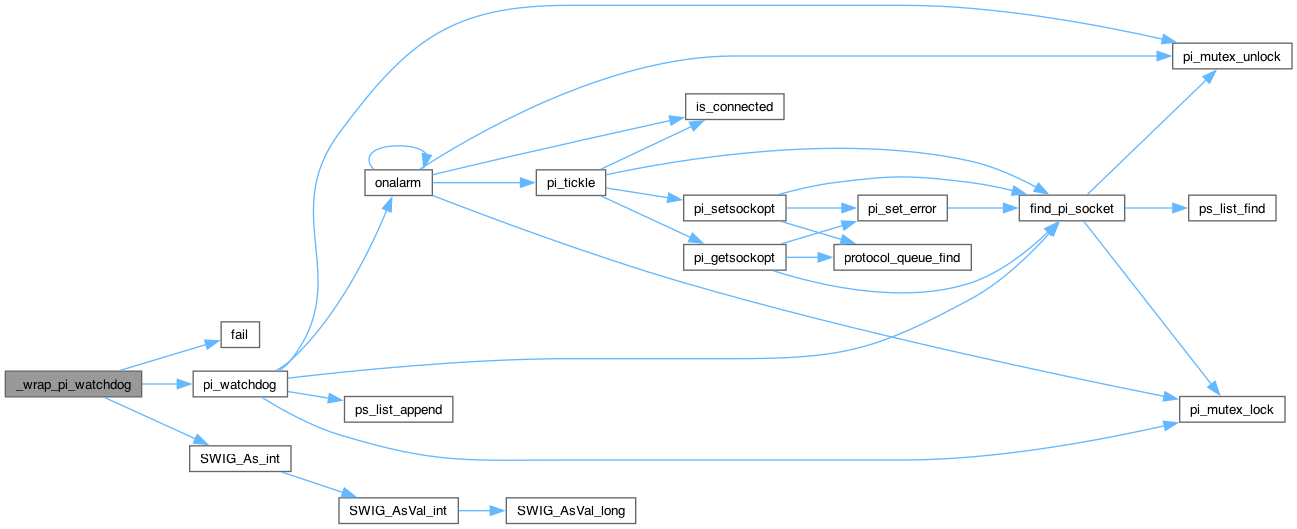 pi_mutex_unlock
is_connected
onalarm
pi_tickle
pi_setsockopt
pi_set_error
find_pi_socket
ps_list_find
pi_getsockopt
protocol_queue_find
fail
_wrap_pi_watchdog
pi_watchdog
ps_list_append
pi_mutex_lock
SWIG_As_int
SWIG_AsVal_int
SWIG_AsVal_long